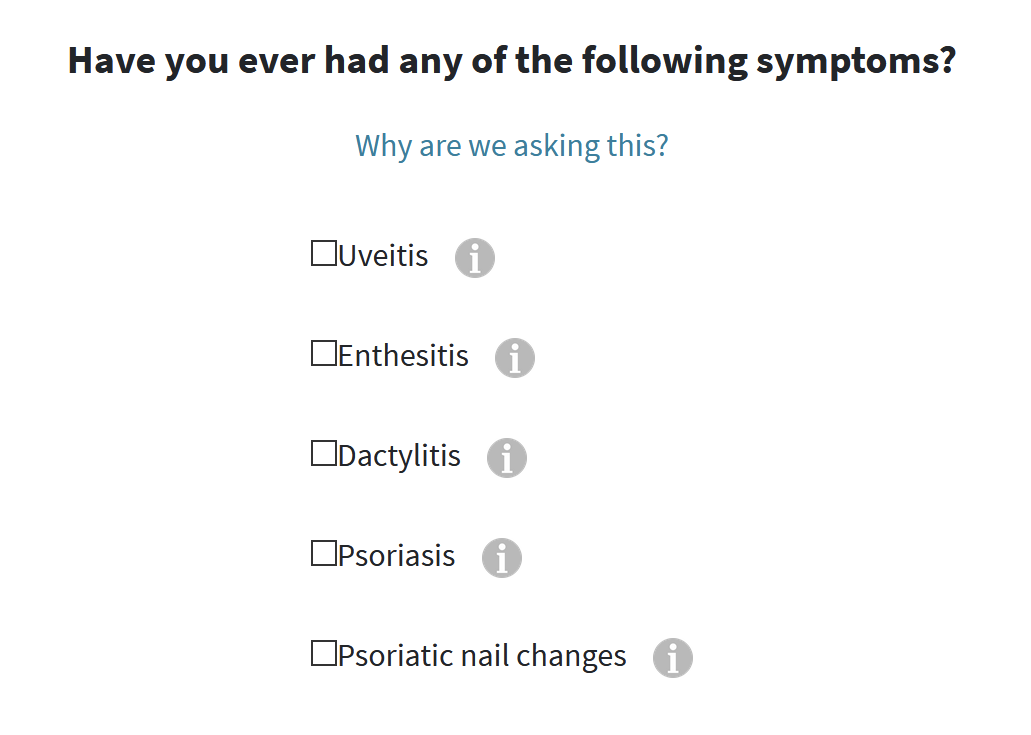 Have you ever had any of the following symptoms?
Why are we asking this?
Uveitis i
Enthesitis i
Dactylitis i
Psoriasis i
Psoriatic nail changes i